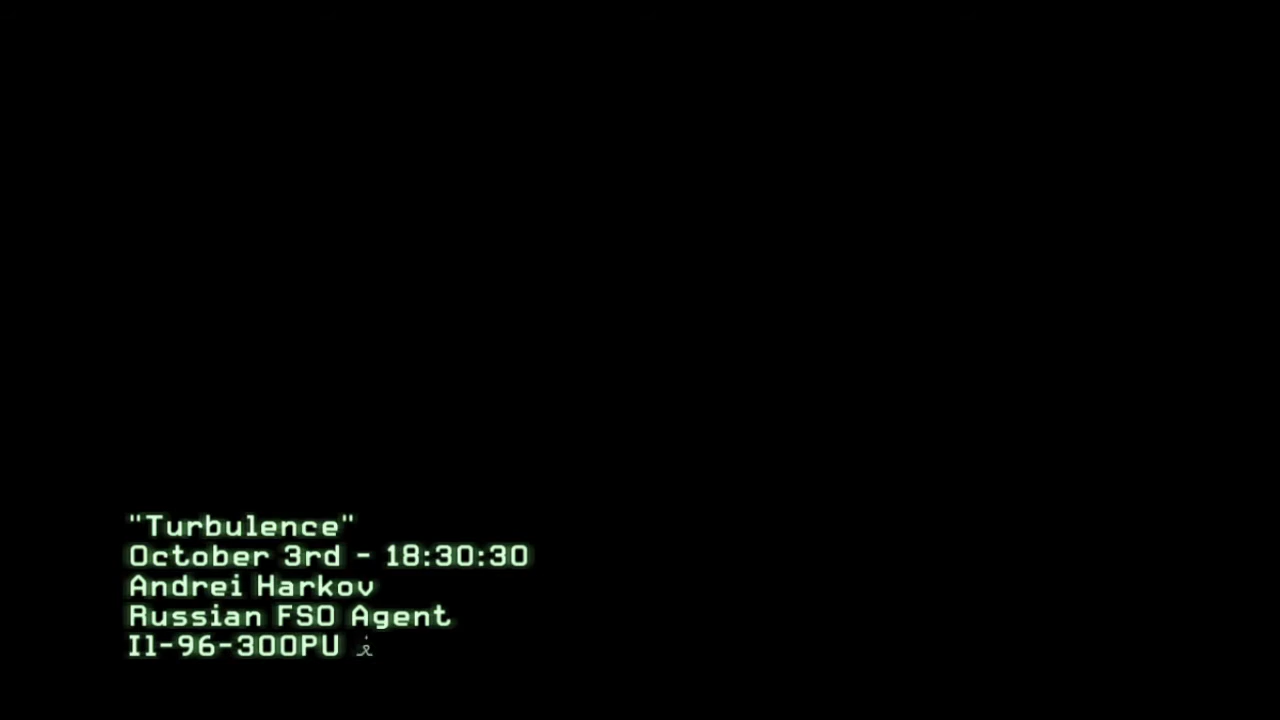 "Turbulence"
October 3rd - 18:30:30
Andrei Harkov
Russian FSO Agent
Il-96-300PU